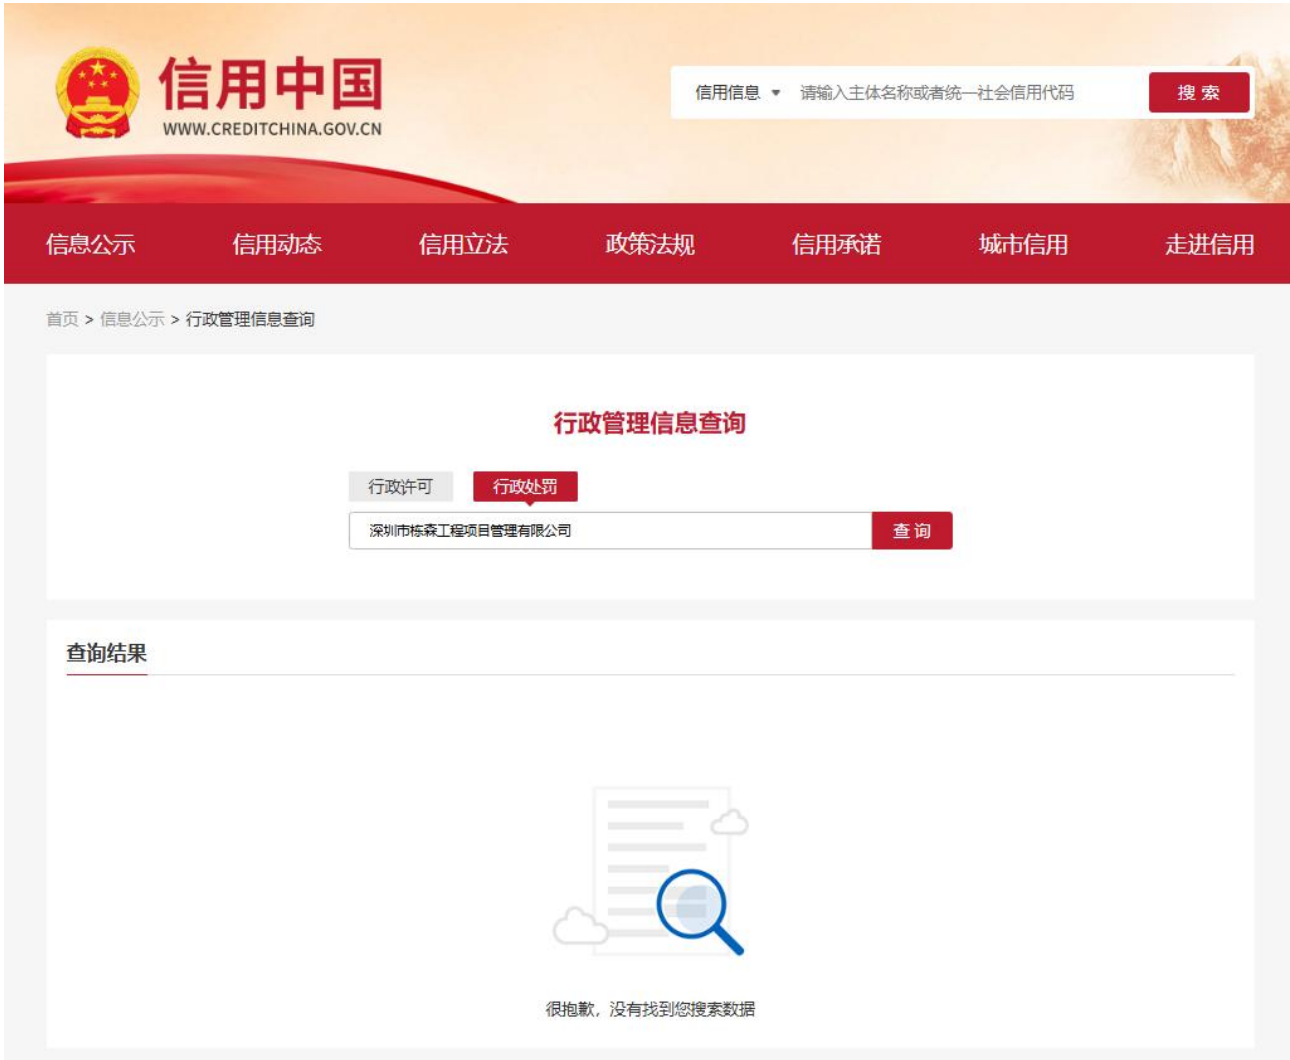 信用中国
WWW.CREDITCHINA.GOV.CN
信用信息 请输入主体名称或者统一社会信用代码 搜 索
信息公示 信用动态 信用立法 政策法规 信用承诺 城市信用 走进信用
首页 > 信息公示 > 行政管理信息查询
行政管理信息查询
行政许可 行政处罚
深圳市栋森工程项目管理有限公司 查 询
查询结果
很抱歉，没有找到您搜索数据